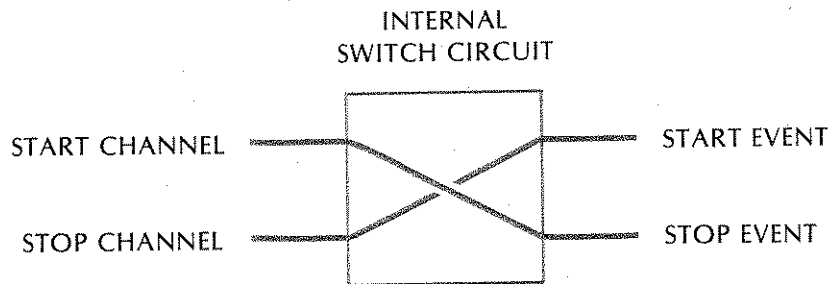 INTERNAL
SWITCH CIRCUIT
START CHANNEL
START EVENT
STOP CHANNEL
STOP EVENT